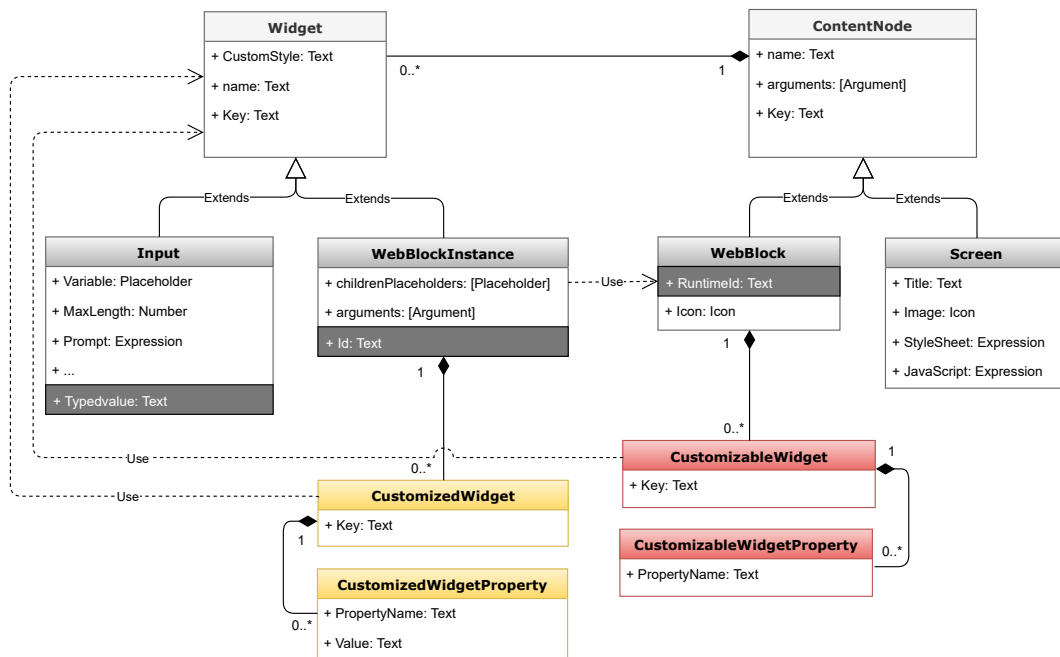 Widget
+ CustomStyle: Text
+ name: Text
+ Key: Text
0..*
1
ContentNode
+ name: Text
+ arguments: [Argument]
+ Key: Text
Extends
Extends
Extends
Extends
Input
+ Variable: Placeholder
+ MaxLength: Number
+ Prompt: Expression
+ ...
+ Typedvalue: Text
WebBlockInstance
+ childrenPlaceholders: [Placeholder]
+ arguments: [Argument]
+ Id: Text
Use
WebBlock
+ RuntimeId: Text
+ Icon: Icon
Screen
+ Title: Text
+ Image: Icon
+ StyleSheet: Expression
+ JavaScript: Expression
1
1
0..*
0..*
Use
Use
CustomizableWidget
+ Key: Text
1
0..*
CustomizedWidget
+ Key: Text
1
0..*
CustomizableWidgetProperty
+ PropertyName: Text
CustomizedWidgetProperty
+ PropertyName: Text
+ Value: Text